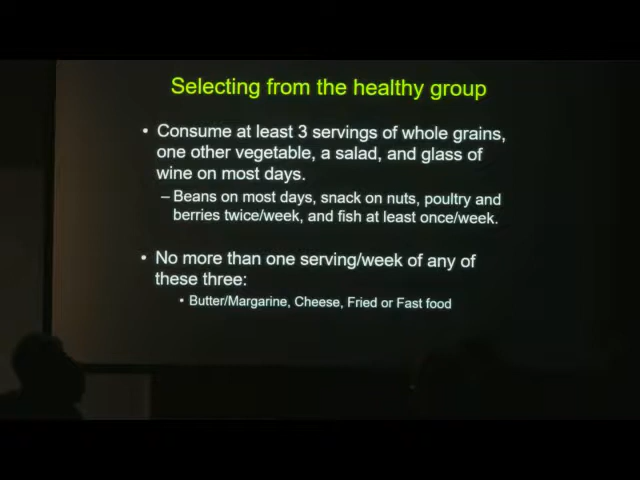 Selecting from the healthy group
• Consume at least 3 servings of whole grains,
one other vegetable, a salad, and glass of
wine on most days.
– Beans on most days, snack on nuts, poultry and
berries twice/week, and fish at least once/week.
• No more than one serving/week of any of
these three:
• Butter/Margarine, Cheese, Fried or Fast food